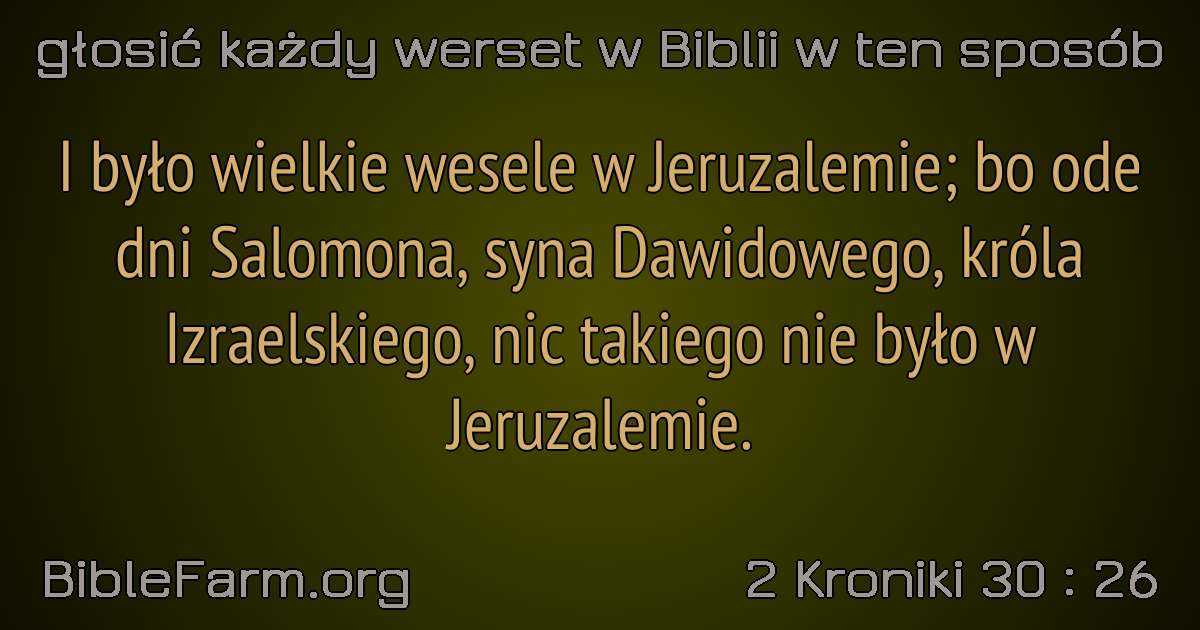 głosić każdy werset w Biblii w ten sposób
I było wielkie wesele w Jeruzalemie; bo ode
dni Salomona, syna Dawidowego, króla
Izraelskiego, nic takiego nie było w
Jeruzalemie.
BibleFarm.org
2 Kroniki 30 : 26